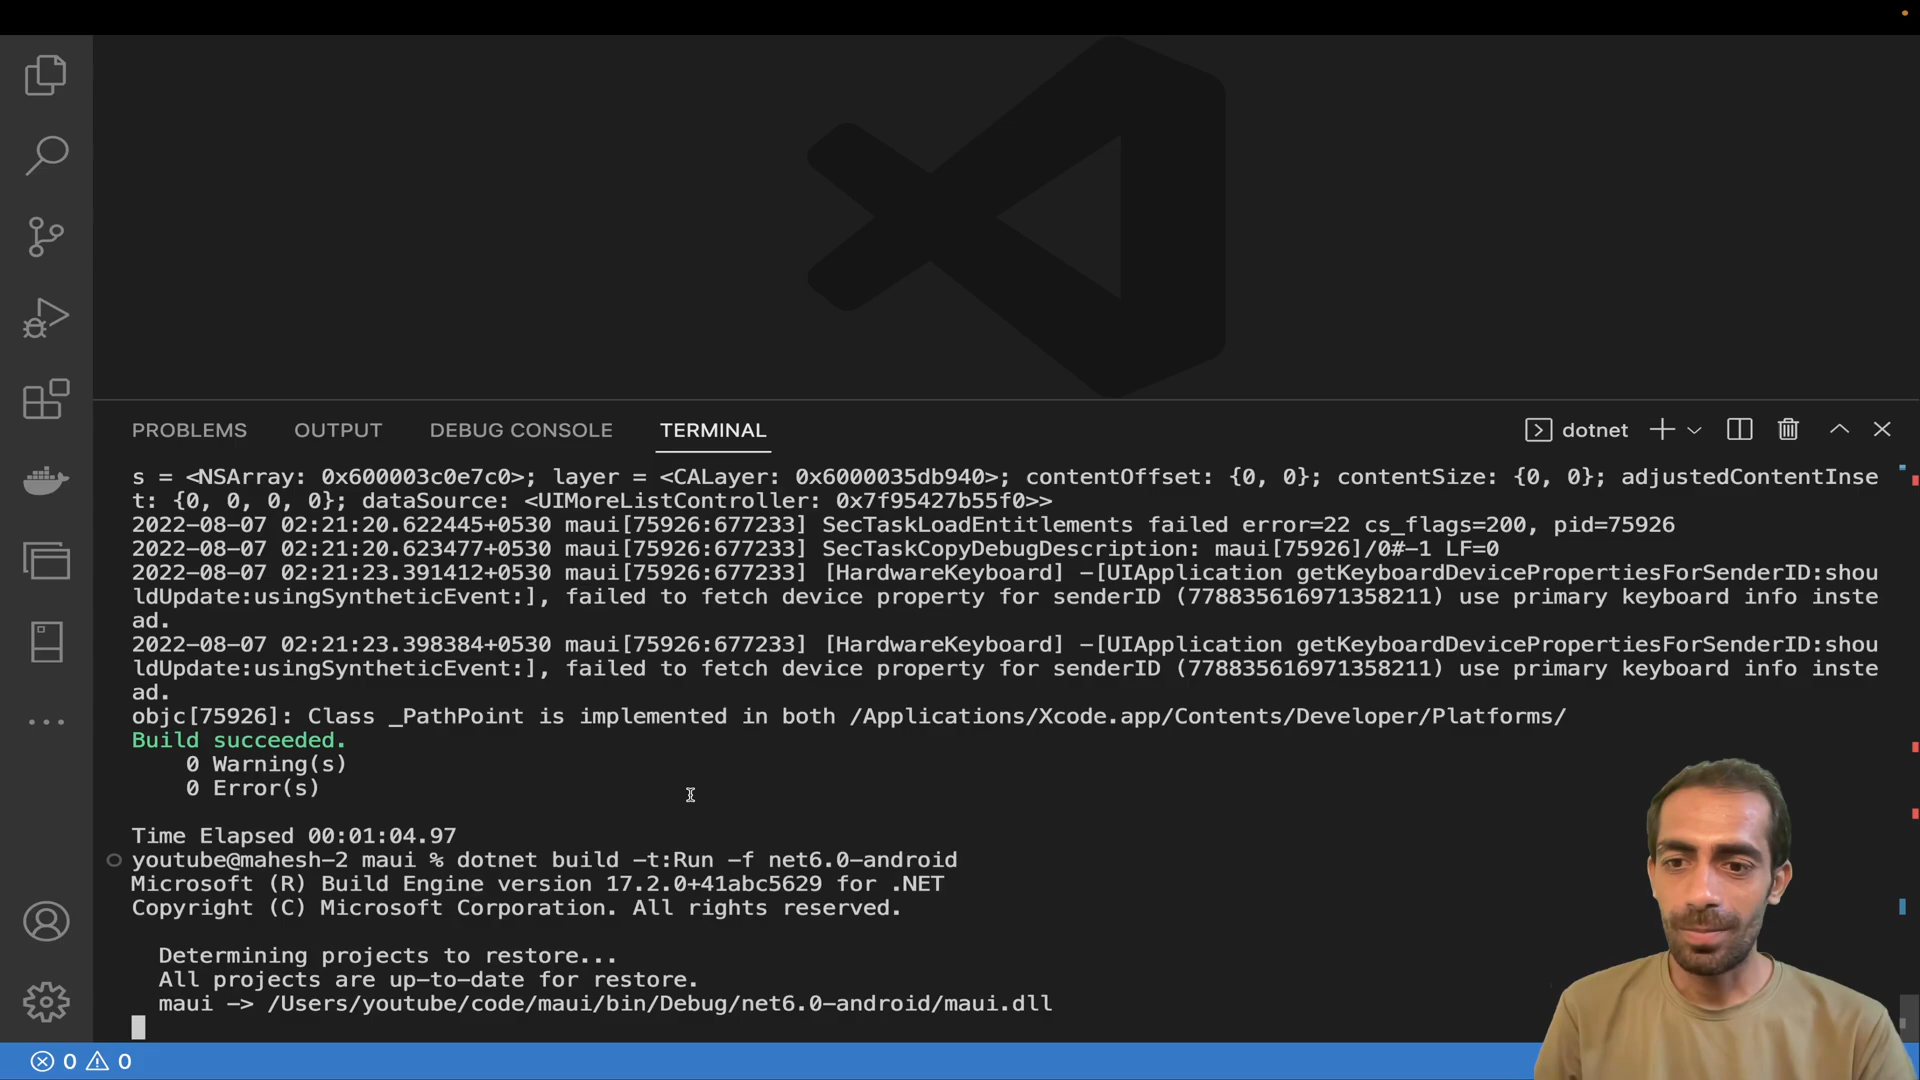 PROBLEMS OUTPUT DEBUG CONSOLE TERMINAL dotnet
s = <NSArray: 0x600003c0e7c0>; layer = <CALayer: 0x6000035db940>; contentOffset: {0, 0}; contentSize: {0, 0}; adjustedContentInse
t: {0, 0, 0, 0}; dataSource: <UIMoreListController: 0x7f95427b55f0>>
2022-08-07 02:21:20.622445+0530 maui[75926:677233] SecTaskLoadEntitlements failed error=22 cs_flags=200, pid=75926
2022-08-07 02:21:20.623477+0530 maui[75926:677233] SecTaskCopyDebugDescription: maui[75926]/0#-1 LF=0
2022-08-07 02:21:23.391412+0530 maui[75926:677233] [HardwareKeyboard] -[UIApplication getKeyboardDevicePropertiesForSenderID:shou
ldUpdate:usingSyntheticEvent:], failed to fetch device property for senderID (778835616971358211) use primary keyboard info inste
ad.
2022-08-07 02:21:23.398384+0530 maui[75926:677233] [HardwareKeyboard] -[UIApplication getKeyboardDevicePropertiesForSenderID:shou
ldUpdate:usingSyntheticEvent:], failed to fetch device property for senderID (778835616971358211) use primary keyboard info inste
ad.
objc[75926]: Class _PathPoint is implemented in both /Applications/Xcode.app/Contents/Developer/Platforms/
Build succeeded.
0 Warning(s)
0 Error(s)
Time Elapsed 00:01:04.97
youtube@mahesh-2 maui % dotnet build -t:Run -f net6.0-android
Microsoft (R) Build Engine version 17.2.0+41abc5629 for .NET
Copyright (C) Microsoft Corporation. All rights reserved.
Determining projects to restore...
All projects are up-to-date for restore.
maui -> /Users/youtube/code/maui/bin/Debug/net6.0-android/maui.dll
0 0